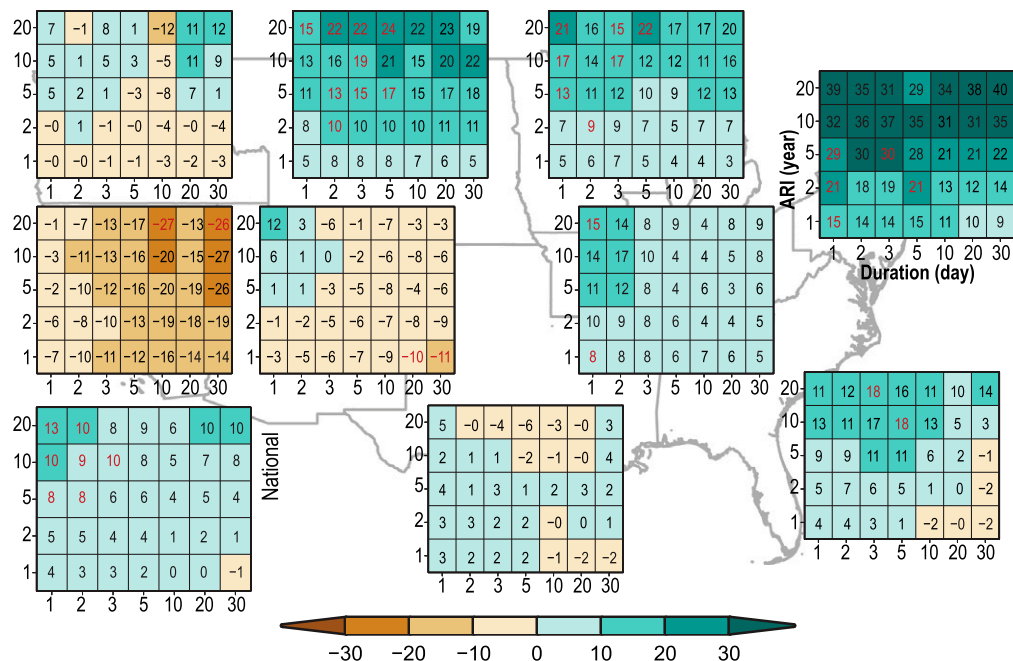 20 7 −1 8 1 −12 11 12
10 5 1 5 3 −5 11 9
5 5 2 1 −3 −8 7 1
2 −0 1 −1 −0 −4 −0 −4
1 −0 −0 −1 −1 −3 −2 −3
1 2 3 5 10 20 30
20 15 22 22 24 22 23 19
10 13 16 19 21 15 20 22
5 11 13 15 17 15 17 18
2 8 10 10 10 10 11 11
1 5 8 8 8 7 6 5
1 2 3 5 10 20 30
20 21 16 15 22 17 17 20
10 17 14 17 12 12 11 16
5 13 11 12 10 9 12 13
2 7 9 9 7 5 7 7
1 5 6 7 5 4 4 3
1 2 3 5 10 20 30
ARI (year)
20 39 35 31 29 34 38 40
10 32 36 37 35 31 31 35
5 29 30 30 28 21 21 22
2 21 18 19 21 13 12 14
1 15 14 14 15 11 10 9
1 2 3 5 10 20 30
Duration (day)
20 −1 −7 −13 −17 −27 −13 −26
10 −3 −11 −13 −16 −20 −15 −27
5 −2 −10 −12 −16 −20 −19 −26
2 −6 −8 −10 −13 −19 −18 −19
1 −7 −10 −11 −12 −16 −14 −14
1 2 3 5 10 20 30
20 12 3 −6 −1 −7 −3 −3
10 6 1 0 −2 −6 −8 −6
5 1 1 −3 −5 −8 −4 −6
2 −1 −2 −5 −6 −7 −8 −9
1 −3 −5 −6 −7 −9 −10 −11
1 2 3 5 10 20 30
20 15 14 8 9 4 8 9
10 14 17 10 4 4 5 8
5 11 12 8 4 6 3 6
2 10 9 8 6 4 4 5
1 8 8 8 6 7 6 5
1 2 3 5 10 20 30
20 13 10 8 9 6 10 10
10 10 9 10 8 5 7 8
5 8 8 6 6 4 5 4
2 5 5 4 4 1 2 1
1 4 3 3 2 0 0 −1
1 2 3 5 10 20 30
National
20 5 −0 −4 −6 −3 −0 3
10 2 1 1 −2 −1 −0 4
5 4 1 3 1 2 3 2
2 3 3 2 2 −0 0 1
1 3 2 2 2 −1 −2 −2
1 2 3 5 10 20 30
20 11 12 18 16 11 10 14
10 13 11 17 18 13 5 3
5 9 9 11 11 6 2 −1
2 5 7 6 5 1 0 −2
1 4 4 3 1 −2 −0 −2
1 2 3 5 10 20 30
−30 −20 −10 0 10 20 30